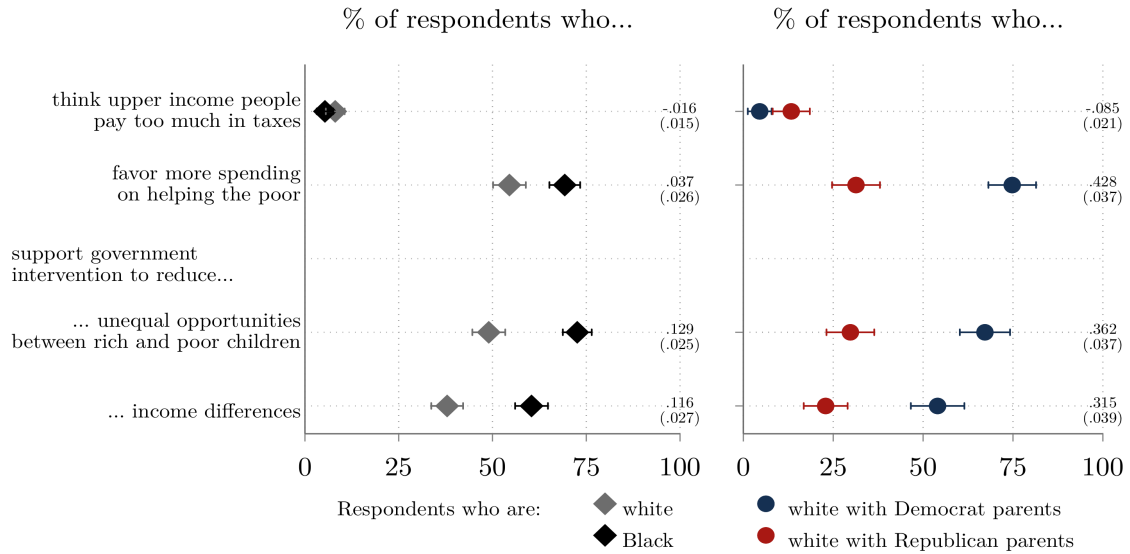 % of respondents who...
% of respondents who...
think upper income people
pay too much in taxes
-.016
(.015)
-.085
(.021)
favor more spending
on helping the poor
.037
(.026)
.428
(.037)
support government
intervention to reduce...
... unequal opportunities
between rich and poor children
.129
(.025)
.362
(.037)
... income differences
.116
(.027)
.315
(.039)
0 25 50 75 100
0 25 50 75 100
Respondents who are:
white
Black
white with Democrat parents
white with Republican parents